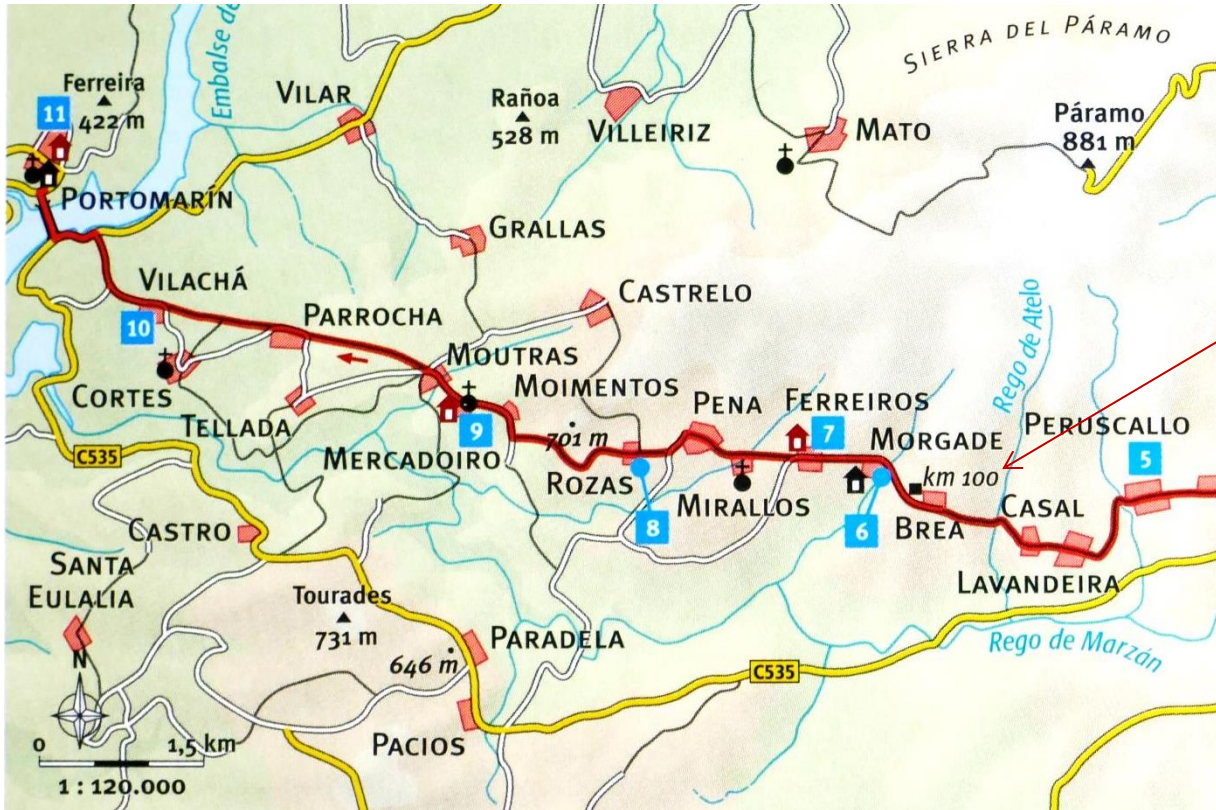 SIERRA DEL PÁRAMO
Embalse de
Ferreira
422 m
11
VILAR
Rañoa
528 m
VILLEIRIZ
MATO
Páramo
881 m
PORTOMARÍN
GRALLAS
VILACHÁ
10
PARROCHA
CASTRELO
CORTES
TELLADA
MOUTRAS
MOIMENTOS
9
MERCADOIRO
701 m
PENA
FERREIROS
7
ROZAS
8
MIRALLOS
MORGADE
6
km 100
BREA
Rego de Atelo
PERUSCALLO
5
CASAL
LAVANDEIRA
C535
CASTRO
SANTA
EULALIA
Tourades
731 m
646 m
PARADELA
Rego de Marzán
C535
PACIOS
N
0 1,5 km
1 : 120.000